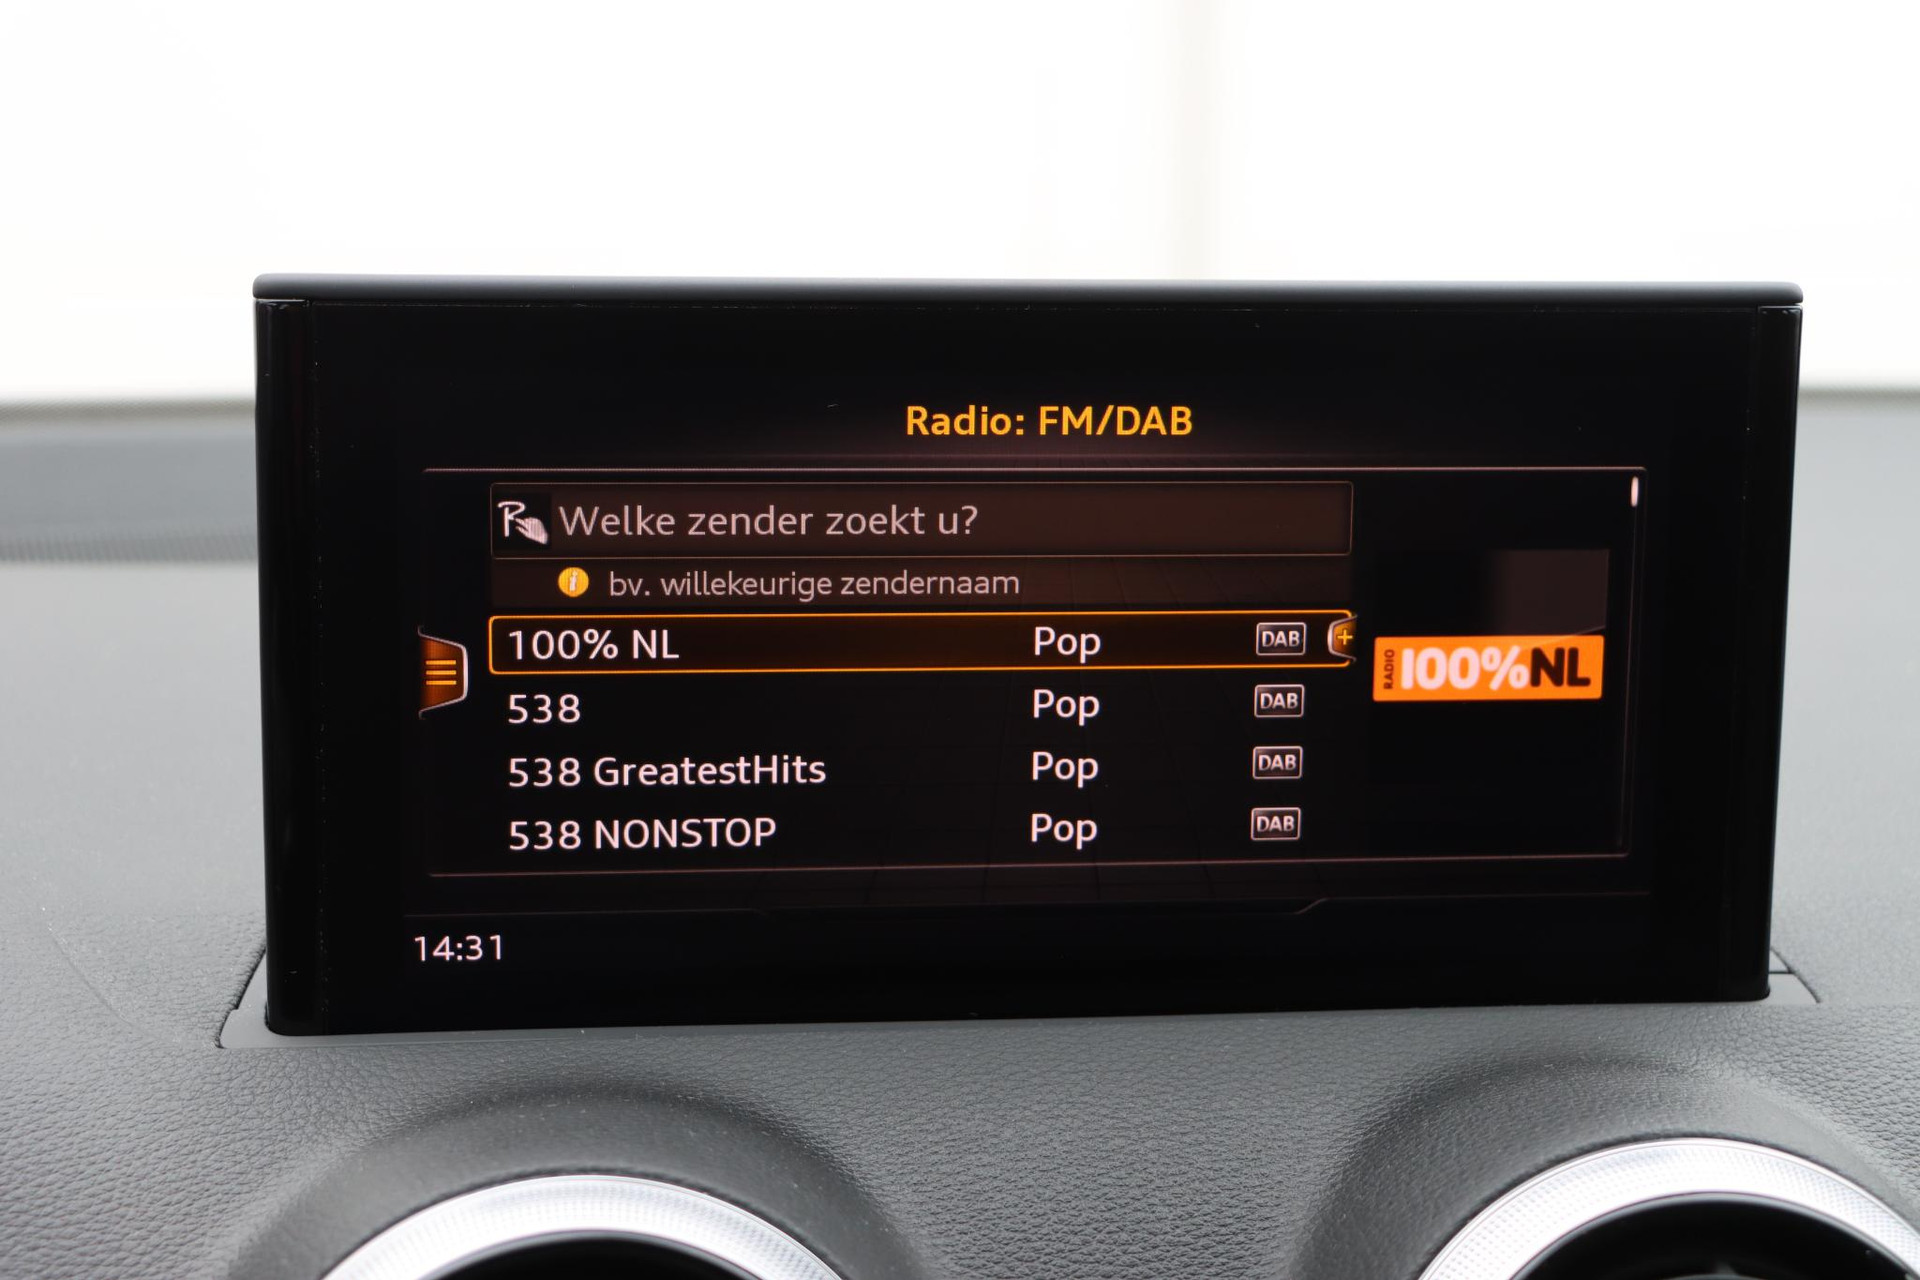 Radio: FM/DAB
Welke zender zoekt u?
bv. willekeurige zendernaam
100% NL Pop DAB
RADIO 100%NL
538 Pop DAB
538 GreatestHits Pop DAB
538 NONSTOP Pop DAB
14:31